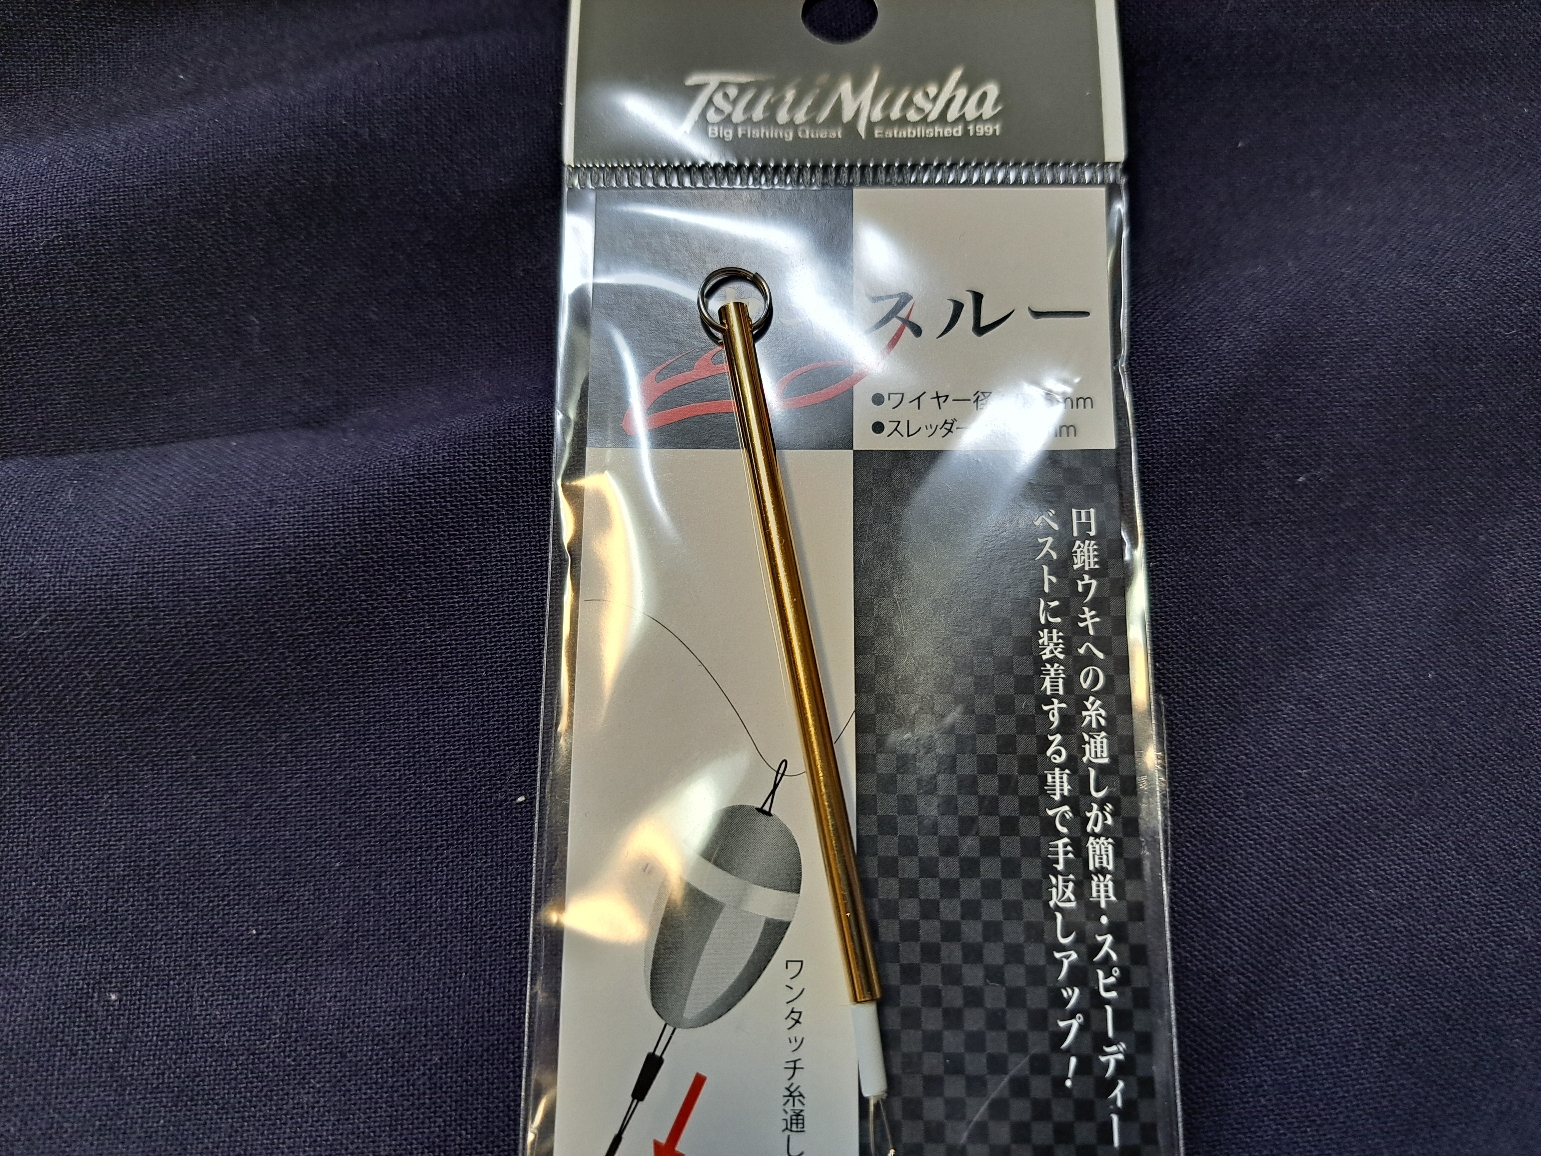 TsuriMusha
Big Fishing Quest Established 1991
スルー
●ワイヤー径 mm
●スレッダー
円錐ウキへの糸通しが簡単・スピーディー
ベストに装着する事で手返しアップ！
ワンタッチ糸通し